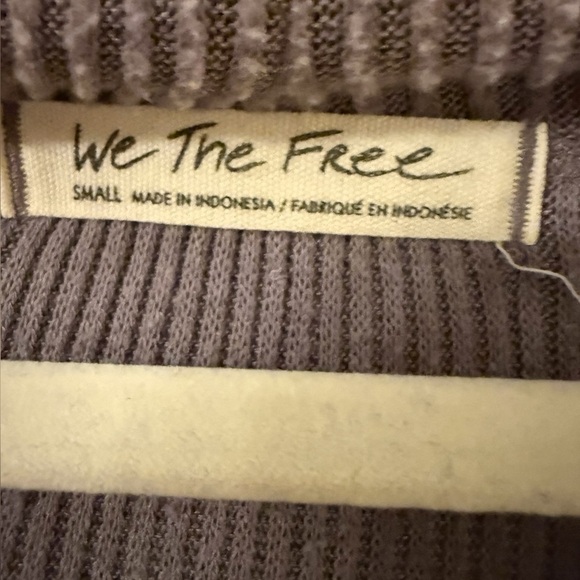 We The Free
SMALL MADE IN INDONESIA / FABRIQUÉ EN INDONÉSIE